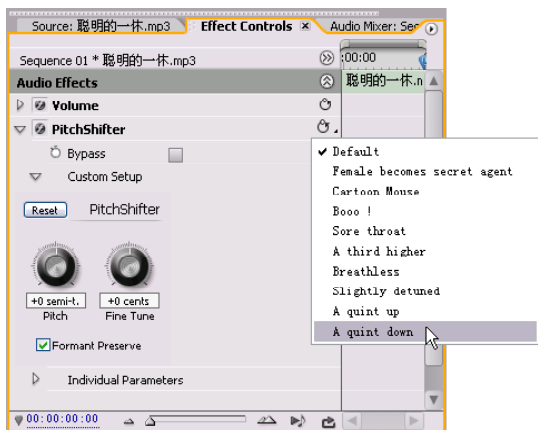 Source: 聪明的一休.mp3 Effect Controls × Audio Mixer: Seq
Sequence 01 * 聪明的一休.mp3 :00:00
Audio Effects 聪明的一休.n
Volume
PitchShifter
Bypass
Custom Setup
Reset PitchShifter
+0 semi-t. +0 cents
Pitch Fine Tune
Formant Preserve
Individual Parameters
00:00:00:00
Default
Female becomes secret agent
Cartoon Mouse
Booo !
Sore throat
A third higher
Breathless
Slightly detuned
A quint up
A quint down